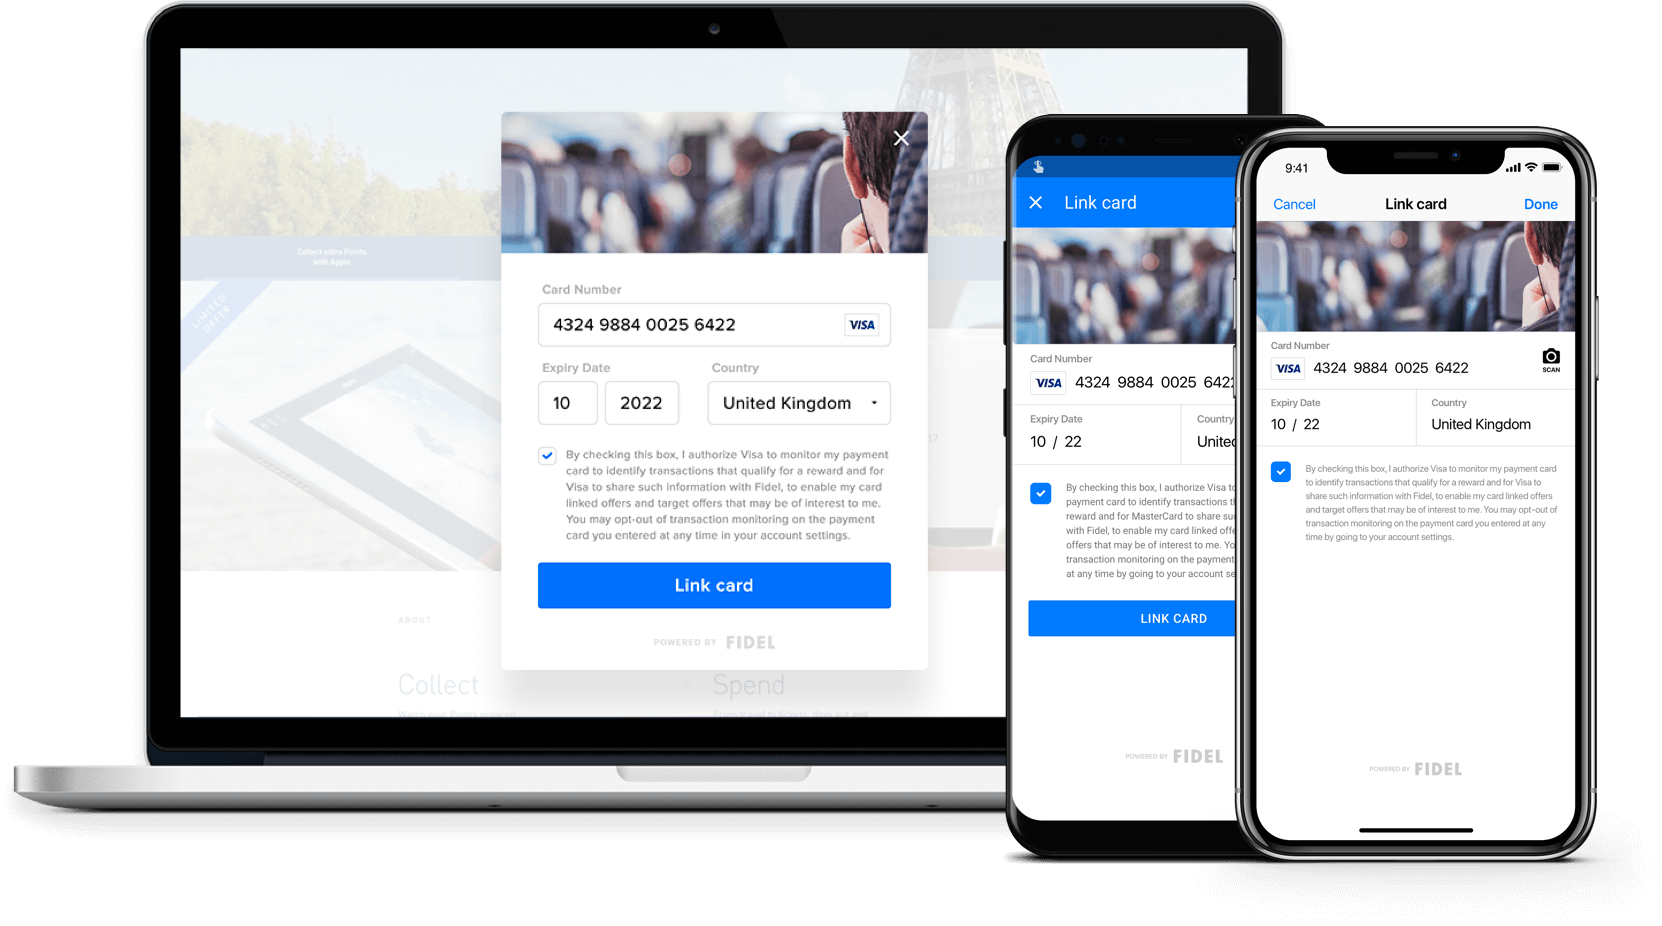 Collect extra Points
with Apple
LIMITED
OFFER
ABOUT
Collect
Spend
Card Number
4324 9884 0025 6422
VISA
Expiry Date
Country
10
2022
United Kingdom
By checking this box, I authorize Visa to monitor my payment
card to identify transactions that qualify for a reward and for
Visa to share such information with Fidel, to enable my card
linked offers and target offers that may be of interest to me.
You may opt-out of transaction monitoring on the payment
card you entered at any time in your account settings.
Link card
POWERED BY FIDEL
Link card
Card Number
VISA 4324 9884 0025 6422
Expiry Date
Country
10 / 22
United
By checking this box, I authorize Visa to
payment card to identify transactions th
reward and for MasterCard to share suc
with Fidel, to enable my card linked offe
offers that may be of interest to me. Yo
transaction monitoring on the payment
at any time by going to your account se
LINK CARD
POWERED BY FIDEL
9:41
Cancel
Link card
Done
Card Number
VISA 4324 9884 0025 6422
SCAN
Expiry Date
Country
10 / 22
United Kingdom
By checking this box, I authorize Visa to monitor my payment card
to identify transactions that qualify for a reward and for Visa to
share such information with Fidel, to enable my card linked offers
and target offers that may be of interest to me. You may opt-out of
transaction monitoring on the payment card you entered at any
time by going to your account settings.
POWERED BY FIDEL